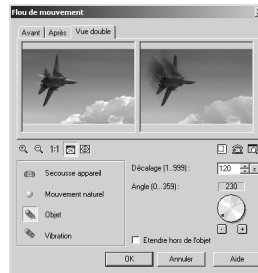 Flou de mouvement
Avant Après Vue double
1:1
Secousse appareil
Mouvement naturel
Objet
Vibration
Décalage (1..999) : 120
Angle (0...359) : 230
- +
Etendre hors de l'objet
OK Annuler Aide